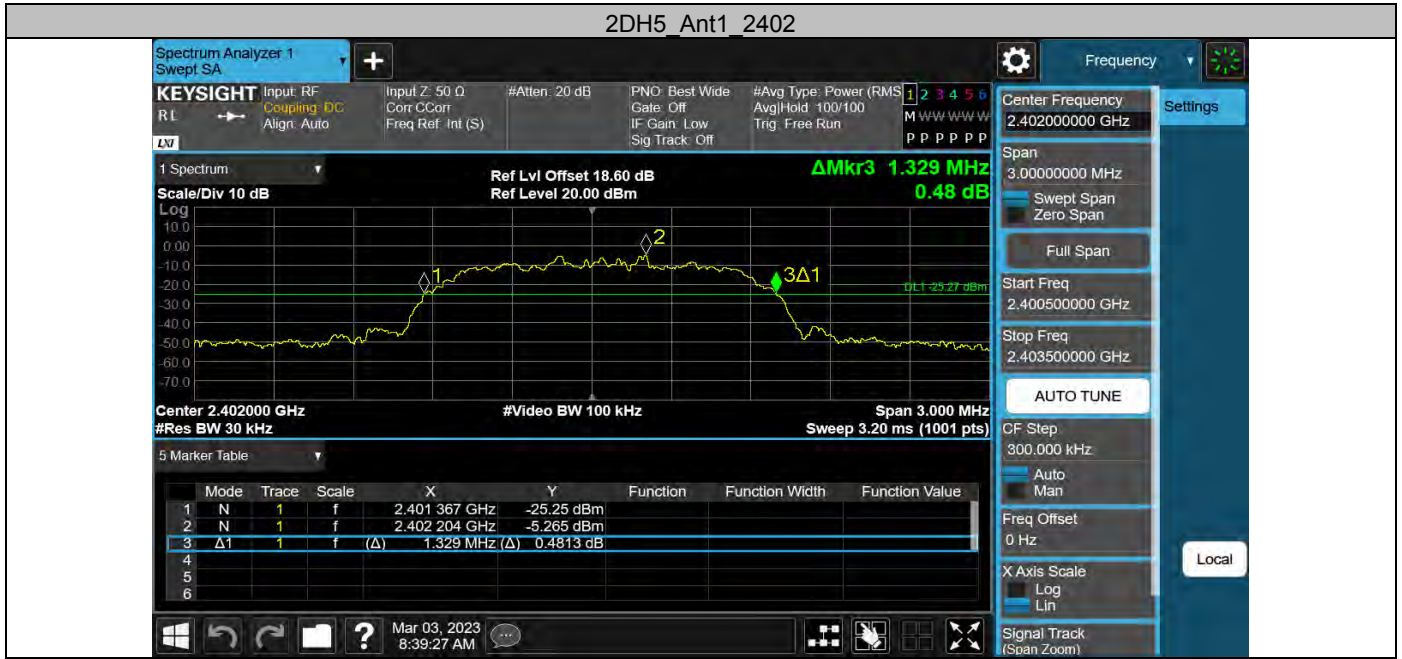 2DH5_Ant1_2402
Spectrum Analyzer 1
Swept SA
+
Frequency
KEYSIGHT
RL
LXI
Input: RF
Coupling: DC
Align: Auto
Input Z: 50 Ω
Corr CCorr
Freq Ref: Int (S)
#Atten: 20 dB
PNO: Best Wide
Gate: Off
IF Gain: Low
Sig Track: Off
#Avg Type: Power (RMS
Avg|Hold: 100/100
Trig: Free Run
1 2 3 4 5 6
M W W W W W
P P P P P P
Center Frequency
2.402000000 GHz
Settings
Span
3.00000000 MHz
Swept Span
Zero Span
Full Span
Start Freq
2.400500000 GHz
Stop Freq
2.403500000 GHz
AUTO TUNE
CF Step
300.000 kHz
Auto
Man
Freq Offset
0 Hz
X Axis Scale
Log
Lin
Signal Track
(Span Zoom)
Local
1 Spectrum
Scale/Div 10 dB
Ref Lvl Offset 18.60 dB
Ref Level 20.00 dBm
ΔMkr3 1.329 MHz
0.48 dB
Log
10.0
0.00
-10.0
-20.0
-30.0
-40.0
-50.0
-60.0
-70.0
1
2
3Δ1
DL1 -25.27 dBm
Center 2.402000 GHz
#Video BW 100 kHz
Span 3.000 MHz
#Res BW 30 kHz
Sweep 3.20 ms (1001 pts)
5 Marker Table
Mode Trace Scale X Y Function Function Width Function Value
1 N 1 f 2.401 367 GHz -25.25 dBm
2 N 1 f 2.402 204 GHz -5.265 dBm
3 Δ1 1 f (Δ) 1.329 MHz (Δ) 0.4813 dB
4
5
6
?
Mar 03, 2023
8:39:27 AM